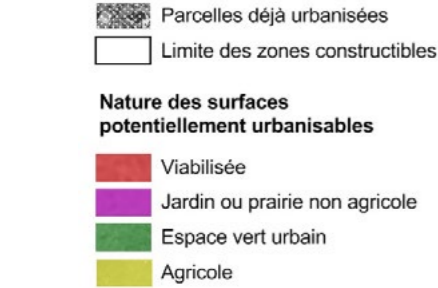 Parcelles déjà urbanisées
Limite des zones constructibles
Nature des surfaces
potentiellement urbanisables
Viabilisée
Jardin ou prairie non agricole
Espace vert urbain
Agricole